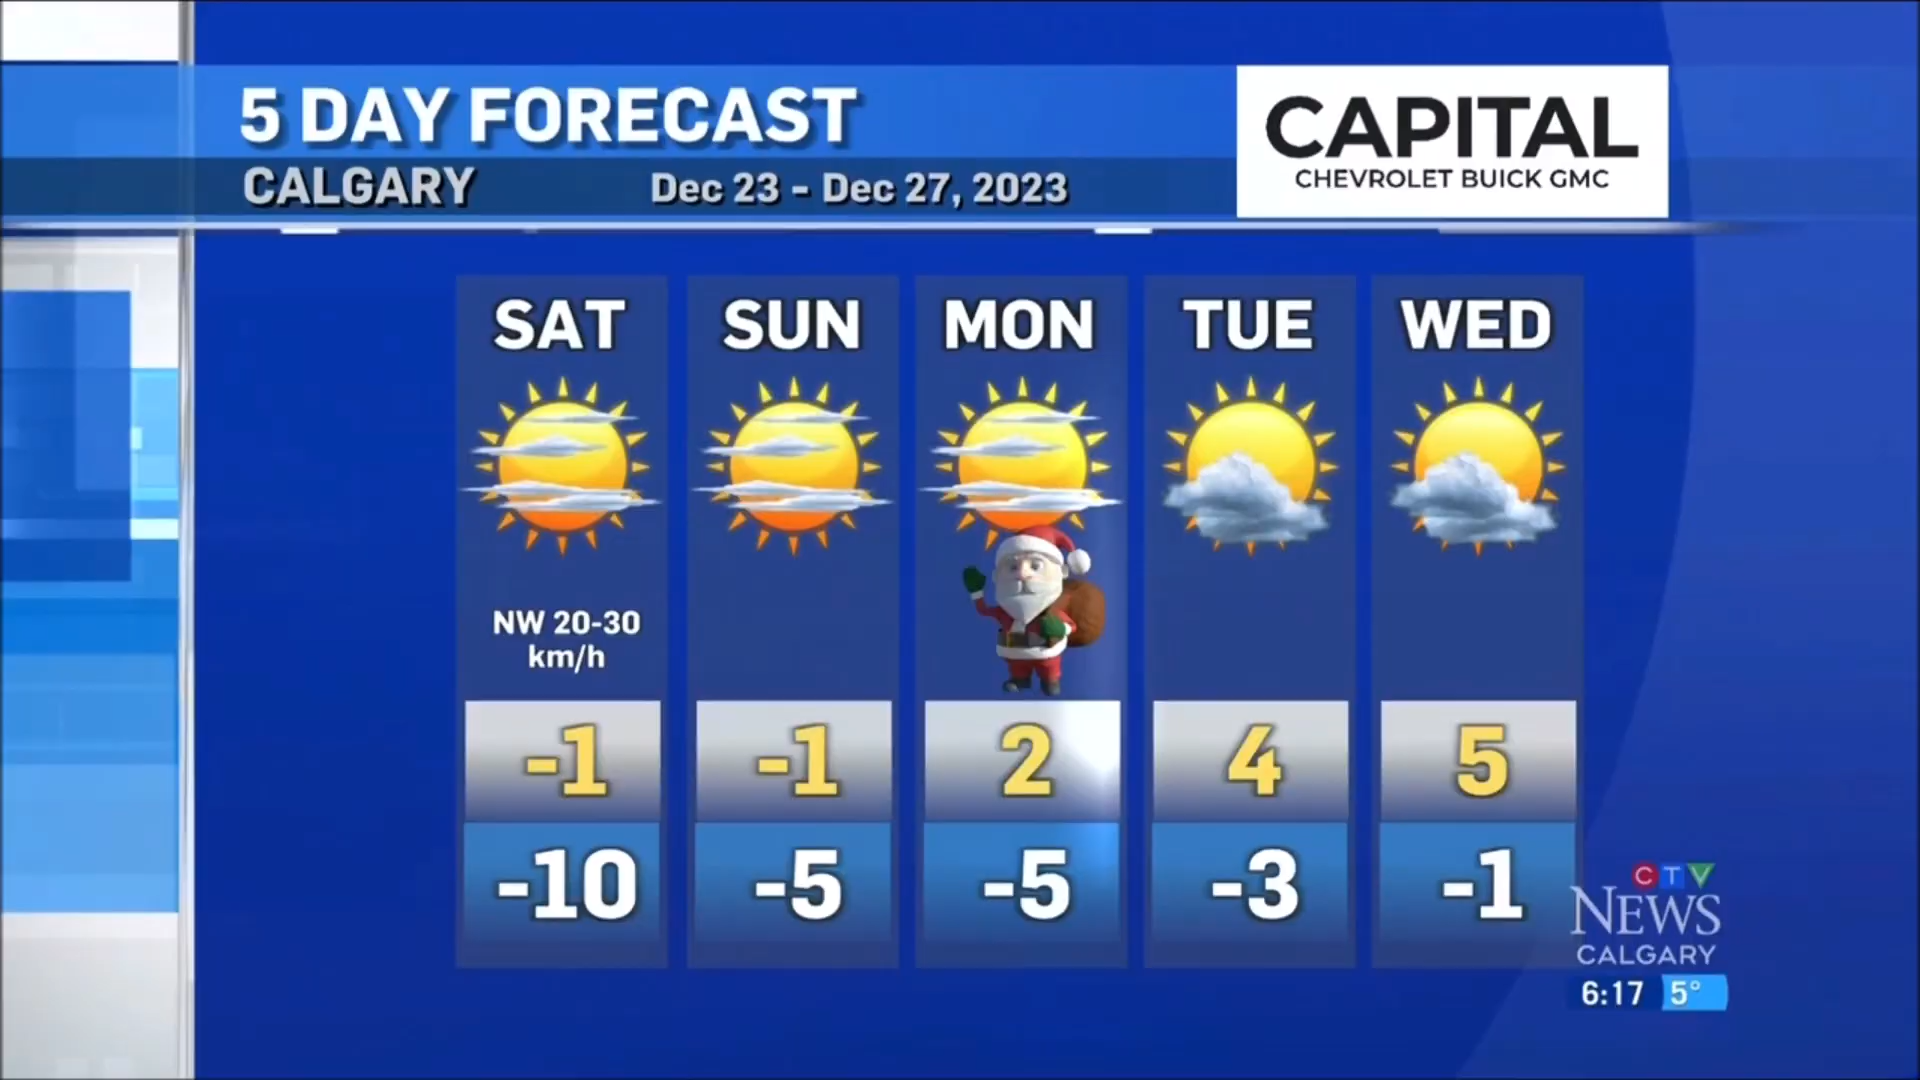 5 DAY FORECAST
CALGARY Dec 23 - Dec 27, 2023
CAPITAL
CHEVROLET BUICK GMC
SAT SUN MON TUE WED
NW 20-30
km/h
-1 -1 2 4 5
-10 -5 -5 -3 -1
CTV
NEWS
CALGARY
6:17 5°